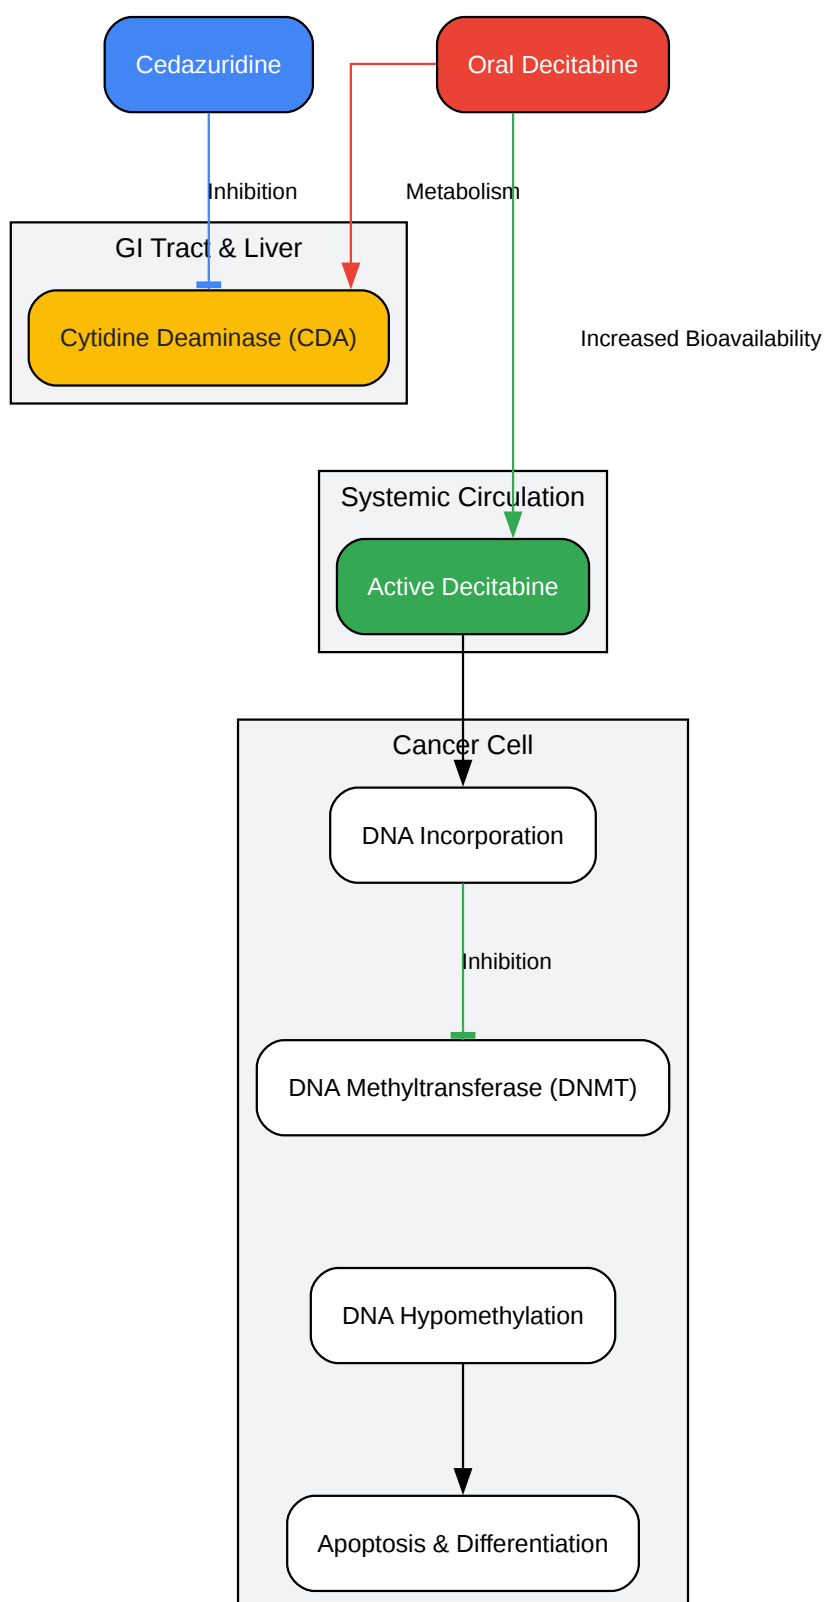 Cedazuridine
Oral Decitabine
Inhibition
Metabolism
GI Tract & Liver
Cytidine Deaminase (CDA)
Increased Bioavailability
Systemic Circulation
Active Decitabine
Cancer Cell
DNA Incorporation
Inhibition
DNA Methyltransferase (DNMT)
DNA Hypomethylation
Apoptosis & Differentiation